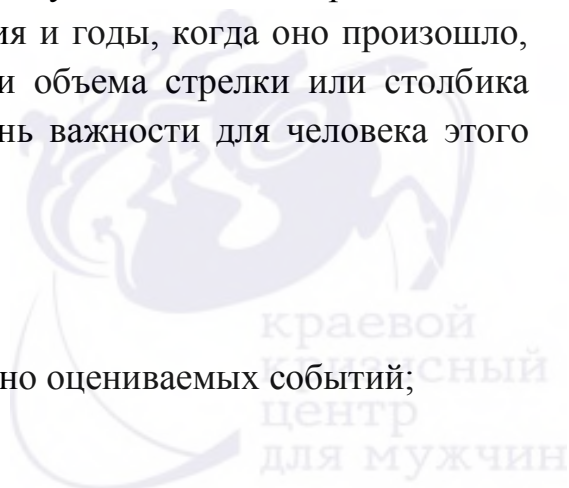 ия и годы, когда оно произошло,
и объема стрелки или столбика
нь важности для человека этого
но оцениваемых событий;
краевой
кризисный
центр
для мужчин